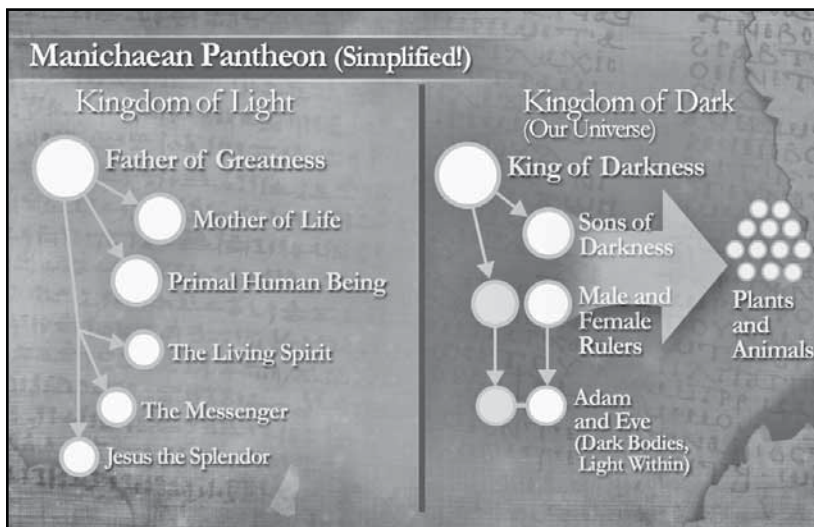 Manichaean Pantheon (Simplified!)
Kingdom of Light
Father of Greatness
Mother of Life
Primal Human Being
The Living Spirit
The Messenger
Jesus the Splendor
Kingdom of Dark
(Our Universe)
King of Darkness
Sons of
Darkness
Male and
Female
Rulers
Adam
and Eve
(Dark Bodies,
Light Within)
Plants
and
Animals